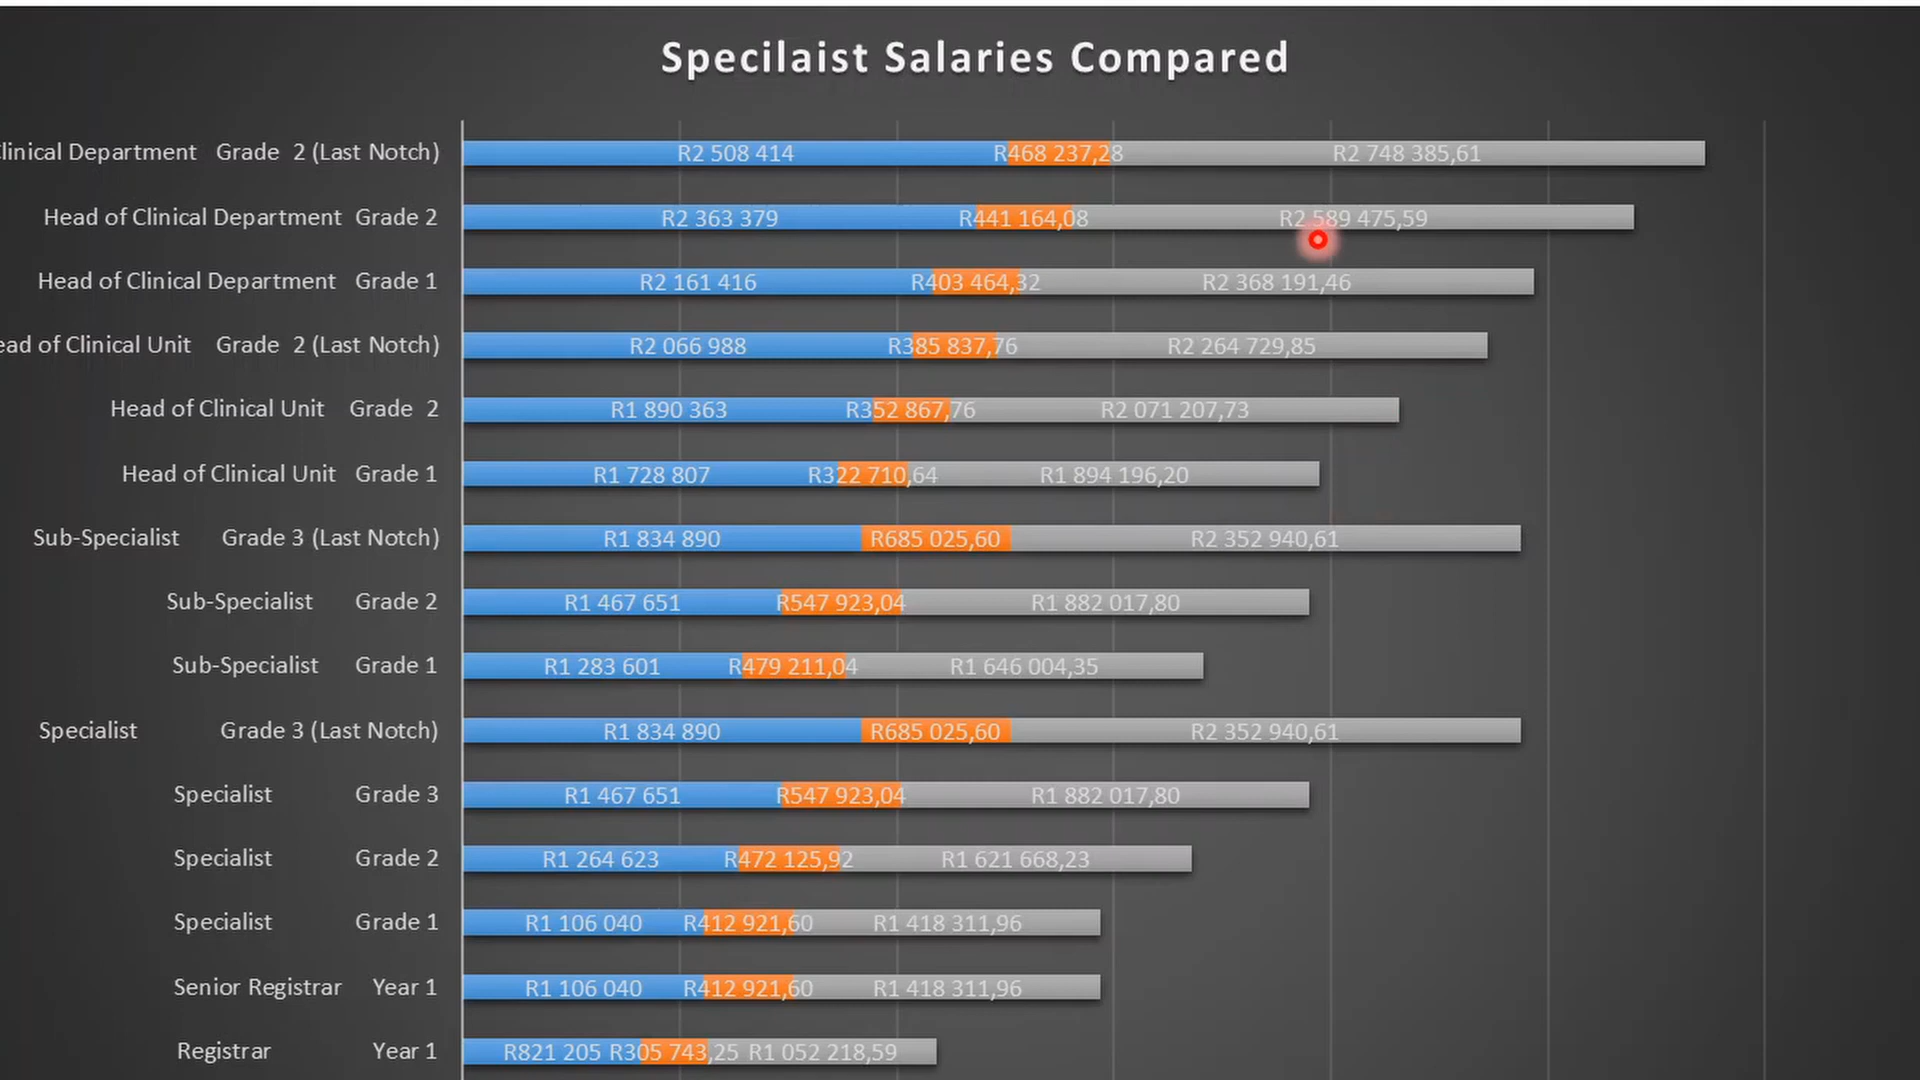 Specilaist Salaries Compared
Clinical Department Grade 2 (Last Notch) R2 508 414 R468 237,28 R2 748 385,61
Head of Clinical Department Grade 2 R2 363 379 R441 164,08 R2 589 475,59
Head of Clinical Department Grade 1 R2 161 416 R403 464,32 R2 368 191,46
ead of Clinical Unit Grade 2 (Last Notch) R2 066 988 R385 837,76 R2 264 729,85
Head of Clinical Unit Grade 2 R1 890 363 R352 867,76 R2 071 207,73
Head of Clinical Unit Grade 1 R1 728 807 R322 710,64 R1 894 196,20
Sub-Specialist Grade 3 (Last Notch) R1 834 890 R685 025,60 R2 352 940,61
Sub-Specialist Grade 2 R1 467 651 R547 923,04 R1 882 017,80
Sub-Specialist Grade 1 R1 283 601 R479 211,04 R1 646 004,35
Specialist Grade 3 (Last Notch) R1 834 890 R685 025,60 R2 352 940,61
Specialist Grade 3 R1 467 651 R547 923,04 R1 882 017,80
Specialist Grade 2 R1 264 623 R472 125,92 R1 621 668,23
Specialist Grade 1 R1 106 040 R412 921,60 R1 418 311,96
Senior Registrar Year 1 R1 106 040 R412 921,60 R1 418 311,96
Registrar Year 1 R821 205 R305 743,25 R1 052 218,59